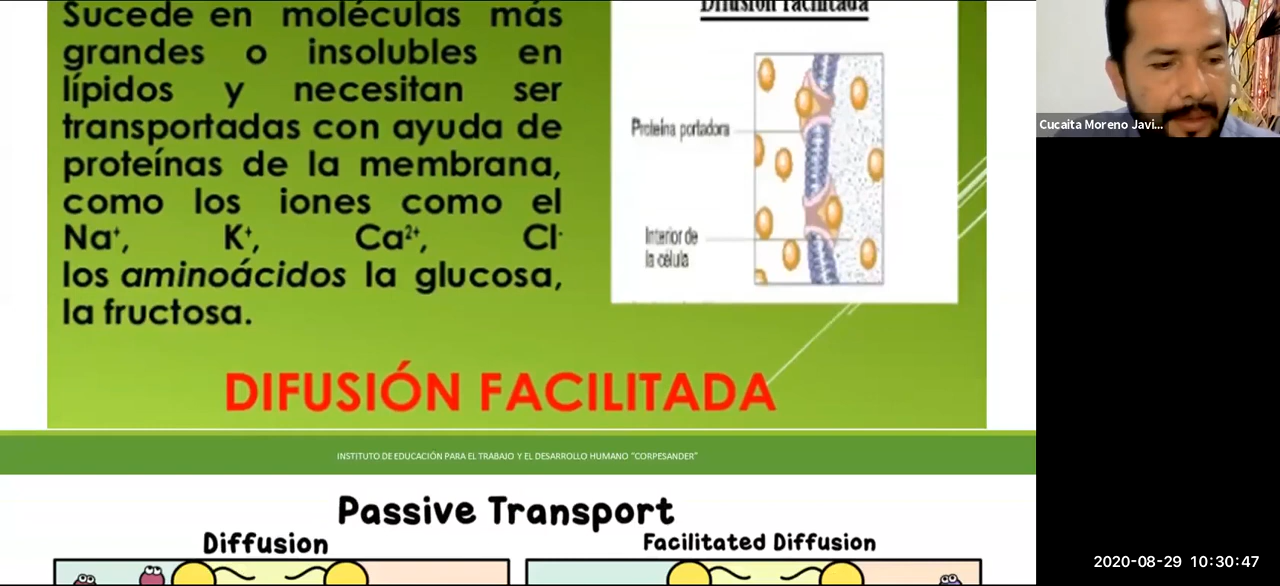 Sucede en moléculas más
grandes o insolubles en
lípidos y necesitan ser
transportadas con ayuda de
proteínas de la membrana,
como los iones como el
Na⁺, K⁺, Ca²⁺, Cl⁻
los aminoácidos la glucosa,
la fructosa.
Difusión facilitada
Proteína portadora
Interior de
la célula
DIFUSIÓN FACILITADA
INSTITUTO DE EDUCACIÓN PARA EL TRABAJO Y EL DESARROLLO HUMANO "CORPESANDER"
Passive Transport
Diffusion
Facilitated Diffusion
Cucaita Moreno Javi...
2020-08-29 10:30:47